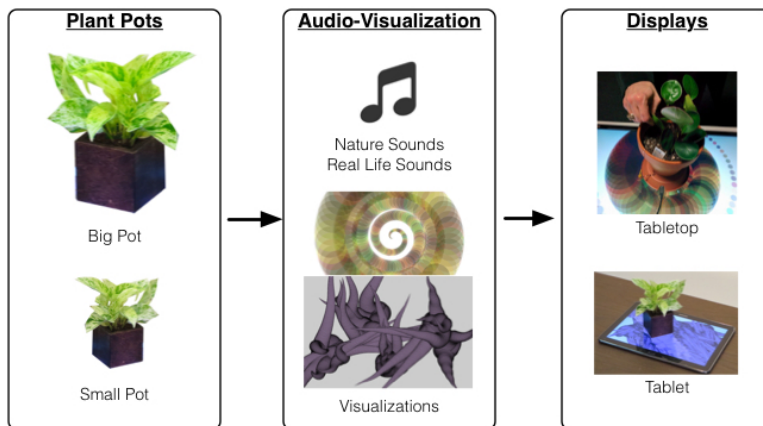 Plant Pots
Big Pot
Small Pot
Audio-Visualization
Nature Sounds
Real Life Sounds
Visualizations
Displays
Tabletop
Tablet